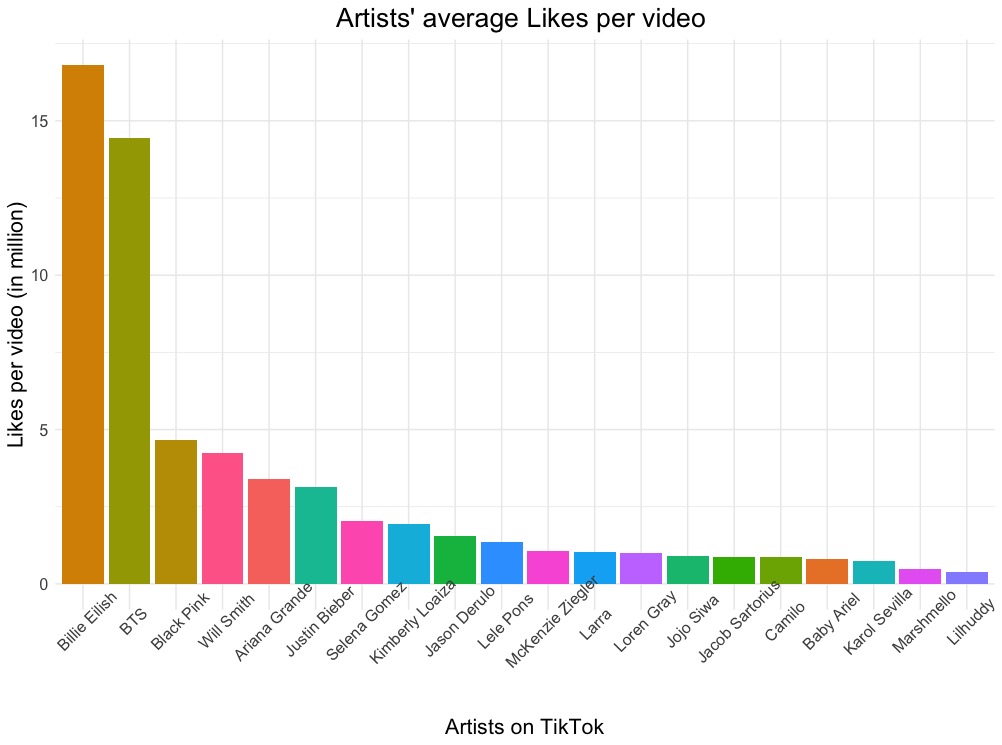 Artists' average Likes per video
Likes per video (in million)
15
10
5
0
Billie Eilish
BTS
Black Pink
Will Smith
Ariana Grande
Justin Bieber
Selena Gomez
Kimberly Loaiza
Jason Derulo
Lele Pons
McKenzie Ziegler
Larra
Loren Gray
Jojo Siwa
Jacob Sartorius
Camilo
Baby Ariel
Karol Sevilla
Marshmello
Lilhuddy
Artists on TikTok